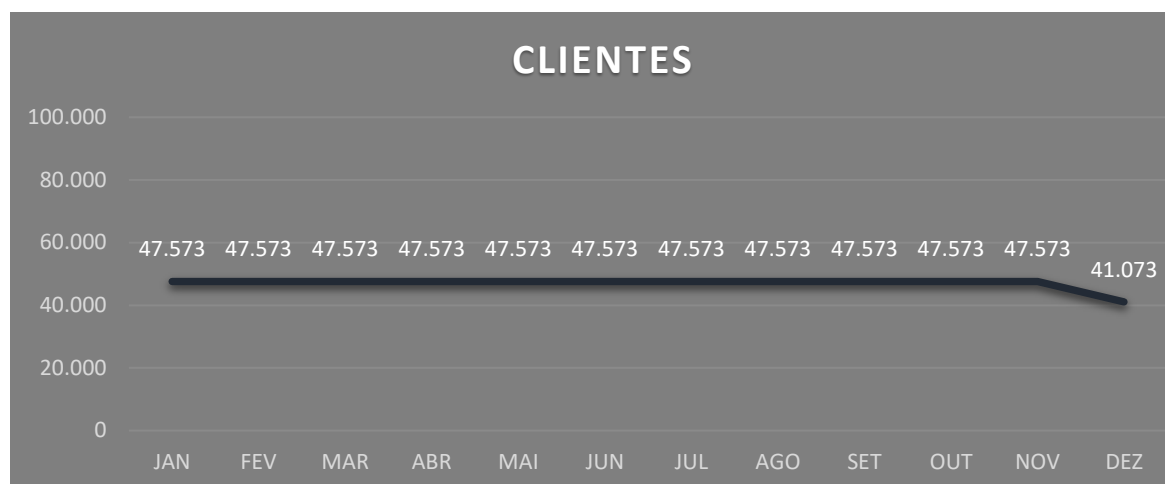 CLIENTES
100.000
80.000
60.000
47.573 47.573 47.573 47.573 47.573 47.573 47.573 47.573 47.573 47.573 47.573
41.073
40.000
20.000
0
JAN FEV MAR ABR MAI JUN JUL AGO SET OUT NOV DEZ